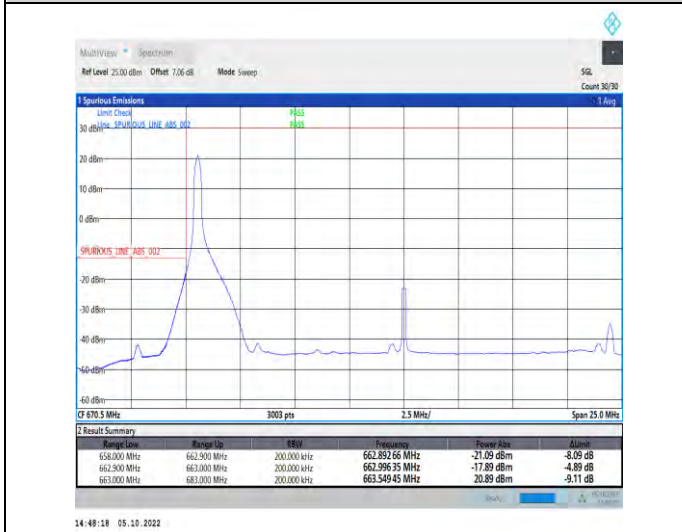 MultiView Spectrum
Ref Level 25.00 dBm Offset 7.06 dB Mode Sweep SGL
Count 30/30
1 Spurious Emissions 1 Avg
Limit Check PASS
Line SPURIOUS_LINE_ABS_002 PASS
30 dBm
20 dBm
10 dBm
0 dBm
SPURIOUS_LINE_ABS_002
-20 dBm
-30 dBm
-40 dBm
-50 dBm
-60 dBm
CF 670.5 MHz 3003 pts 2.5 MHz/ Span 25.0 MHz
2 Result Summary
Range Low Range Up RBW Frequency Power Abs ΔLimit
658.000 MHz 662.900 MHz 200.000 kHz 662.892 66 MHz -21.09 dBm -8.09 dB
662.900 MHz 663.000 MHz 200.000 kHz 662.996 35 MHz -17.89 dBm -4.89 dB
663.000 MHz 683.000 MHz 200.000 kHz 663.549 45 MHz 20.89 dBm -9.11 dB
Ready
14:48:18 05.10.2022